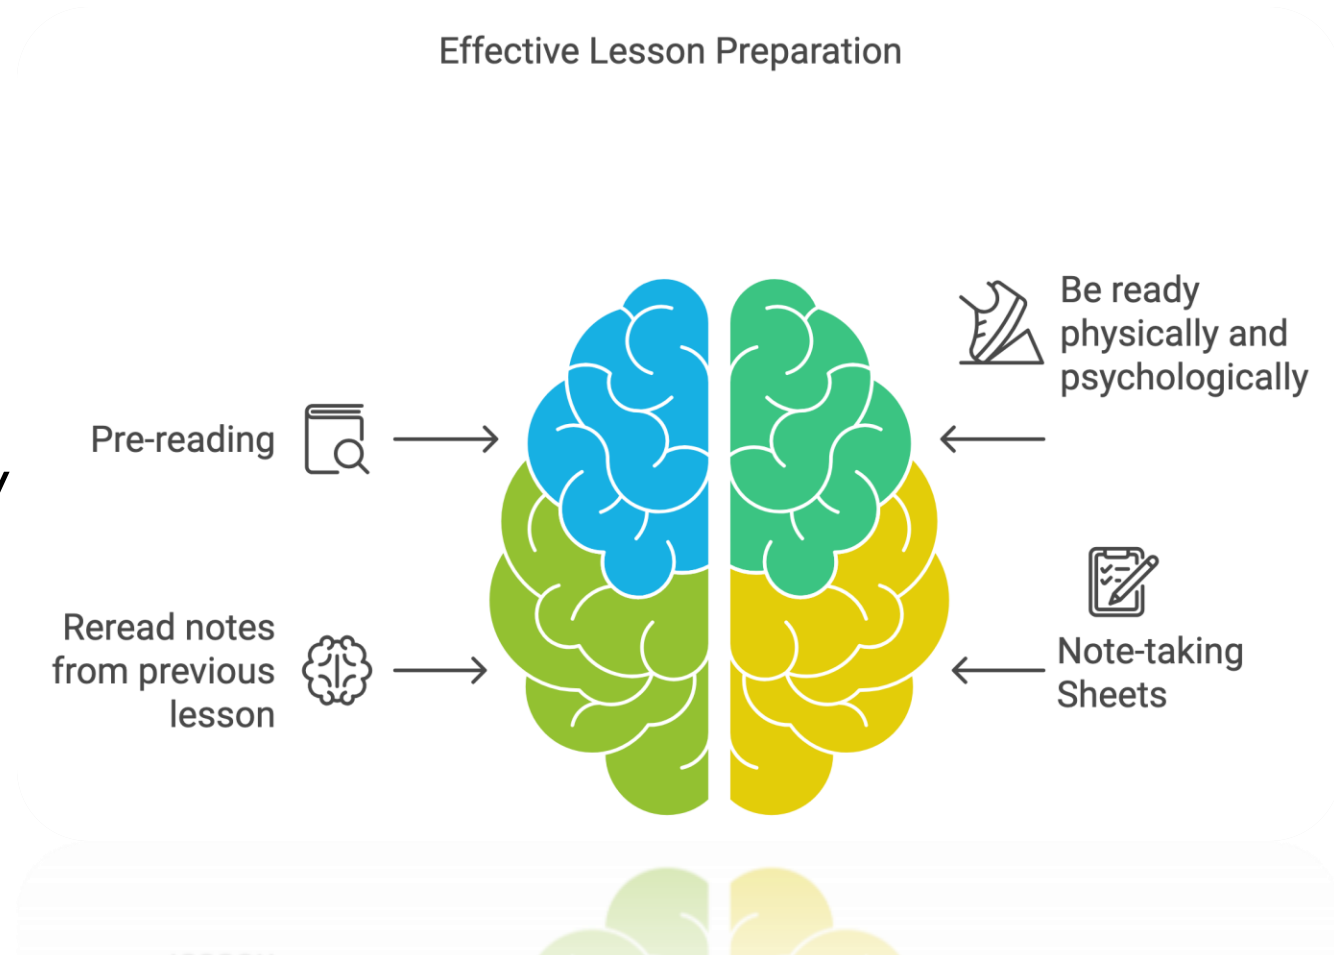 Effective Lesson Preparation
Be ready
physically and
psychologically
Pre-reading
Reread notes
from previous
lesson
Note-taking
Sheets